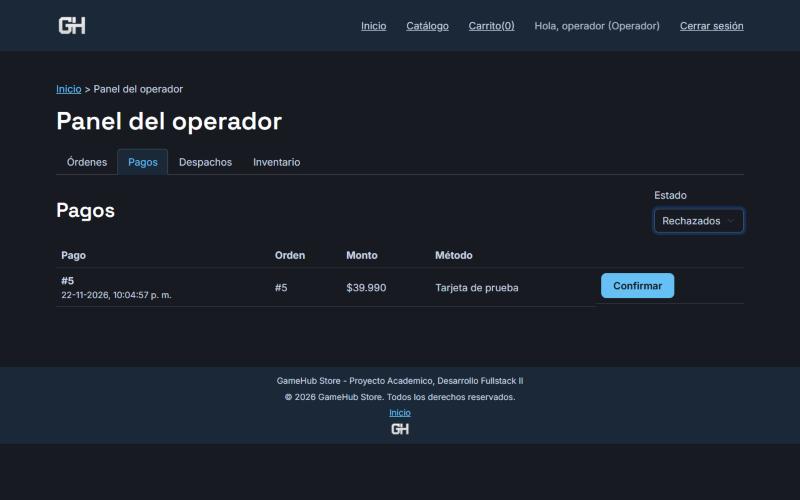 GH
Inicio Catálogo Carrito(0) Hola, operador (Operador) Cerrar sesión
Inicio > Panel del operador
Panel del operador
Órdenes Pagos Despachos Inventario
Estado
Pagos
Rechazados
Pago Orden Monto Método
#5
22-11-2026, 10:04:57 p. m.
#5 $39.990 Tarjeta de prueba Confirmar
GameHub Store - Proyecto Academico, Desarrollo Fullstack II
© 2026 GameHub Store. Todos los derechos reservados.
Inicio
GH